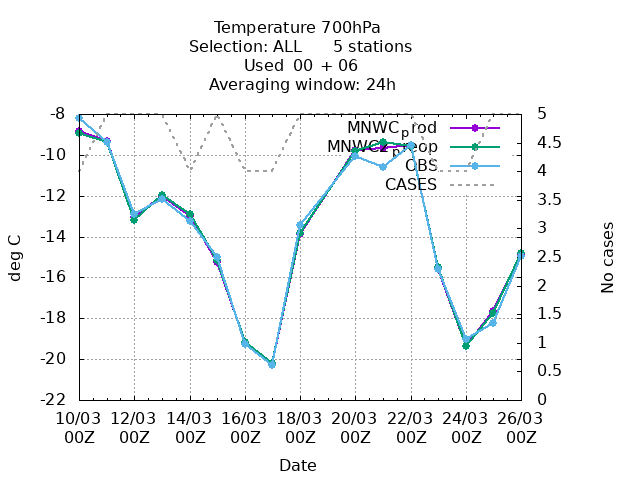 Temperature 700hPa
Selection: ALL 5 stations
Used 00 + 06
Averaging window: 24h
MNWC_prod
MNWC2_preop
OBS
CASES
-8
-10
-12
-14
-16
-18
-20
-22
5
4.5
4
3.5
3
2.5
2
1.5
1
0.5
0
deg C
No cases
10/03 12/03 14/03 16/03 18/03 20/03 22/03 24/03 26/03
00Z 00Z 00Z 00Z 00Z 00Z 00Z 00Z 00Z
Date